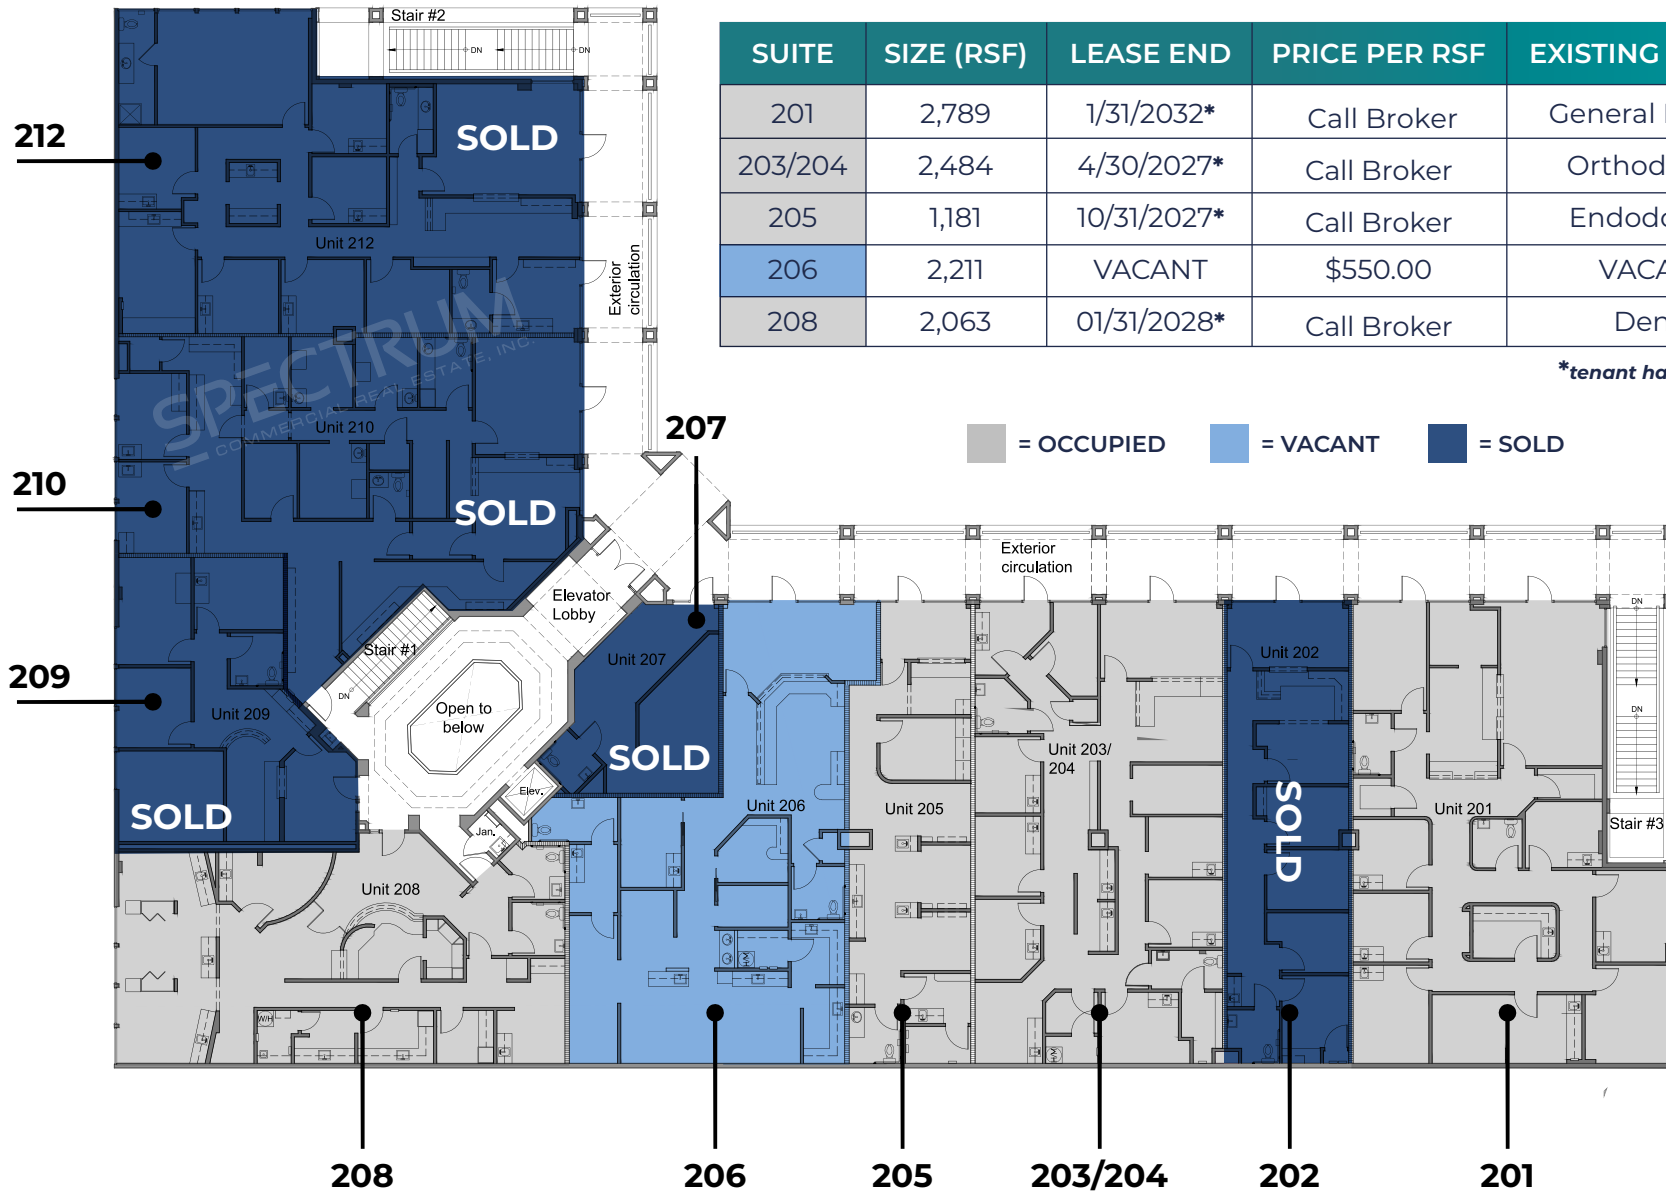 Stair #2
DN
DN
SUITE SIZE (RSF) LEASE END PRICE PER RSF EXISTING
201 2,789 1/31/2032* Call Broker General
203/204 2,484 4/30/2027* Call Broker Orthod
205 1,181 10/31/2027* Call Broker Endod
206 2,211 VACANT $550.00 VACA
208 2,063 01/31/2028* Call Broker Den
*tenant ha
= OCCUPIED = VACANT = SOLD
212
SOLD
Unit 212
Exterior
circulation
SPECTRUM
COMMERCIAL REAL ESTATE, INC.
Unit 210
207
210
SOLD
Exterior
circulation
Elevator
Lobby
Stair #1
DN
Unit 207
Unit 202
DN
DN
209
Unit 209
Open to
below
SOLD
Unit 203/
204
Elev.
Unit 206
Unit 205
SOLD
Unit 201
Stair #3
SOLD
Jan.
Unit 208
W/H
H/M
H/M
208 206 205 203/204 202 201